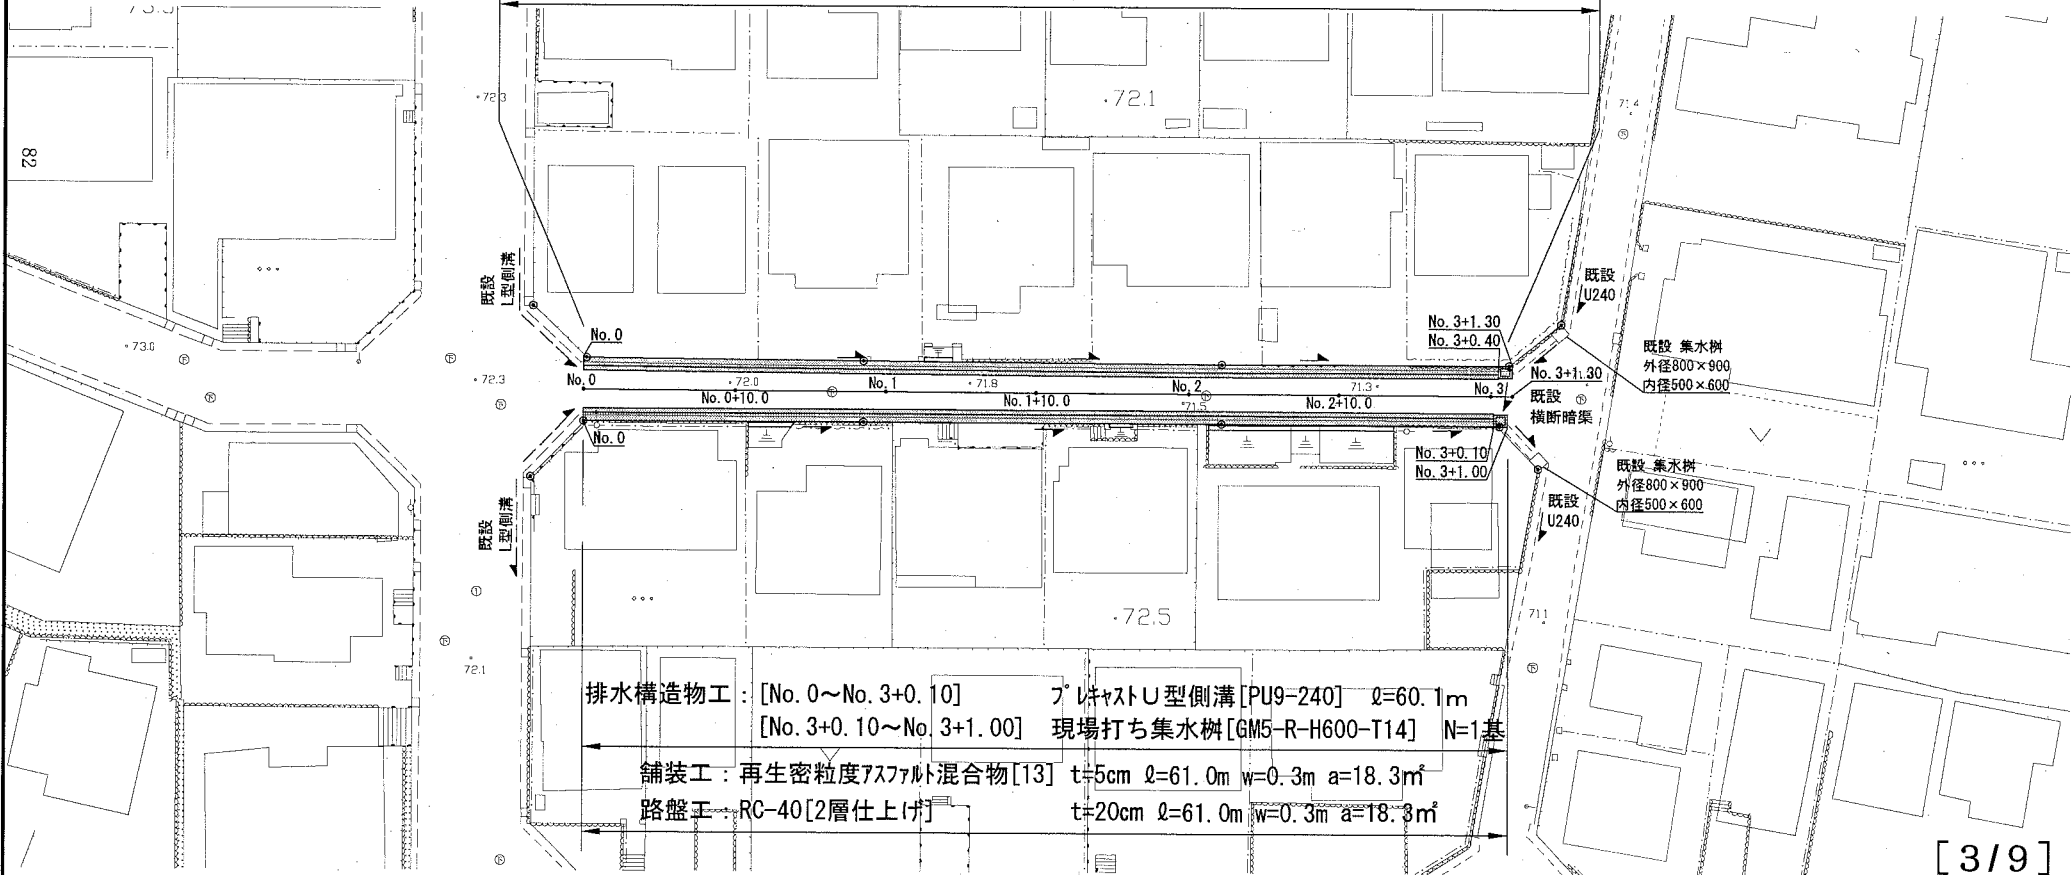 82
・72.3
・72.1
71.4
既設
L型側溝
既設
U240
No.0
No.3+1.30
No.3+0.40
既設 集水桝
外径800×900
内径500×600
・73.0
・72.3
No.0
・72.0
No.1
・71.8
No.2
71.3・
No.3
No.0+10.0
No.1+10.0
・71.5
No.2+10.0
既設
横断暗渠
No.0
No.3+0.10
No.3+1.00
既設 集水桝
外径800×900
内径500×600
既設
L型側溝
既設
U240
・72.5
71.1
72.1
排水構造物工：[No.0～No.3+0.10] プレキャストU型側溝[PU9-240] ℓ=60.1m
[No.3+0.10～No.3+1.00] 現場打ち集水桝[GM5-R-H600-T14] N=1基
舗装工：再生密粒度アスファルト混合物[13] t=5cm ℓ=61.0m w=0.3m a=18.3㎡
路盤工：RC-40[2層仕上げ] t=20cm ℓ=61.0m w=0.3m a=18.3㎡
[3/9]